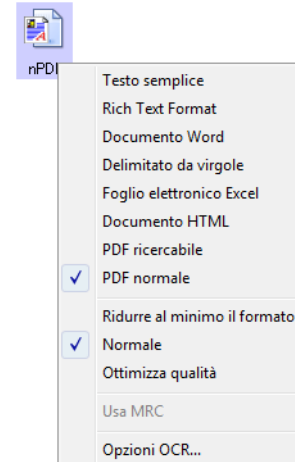 nPDF
Testo semplice
Rich Text Format
Documento Word
Delimitato da virgole
Foglio elettronico Excel
Documento HTML
PDF ricercabile
PDF normale
Ridurre al minimo il formato
Normale
Ottimizza qualità
Usa MRC
Opzioni OCR...